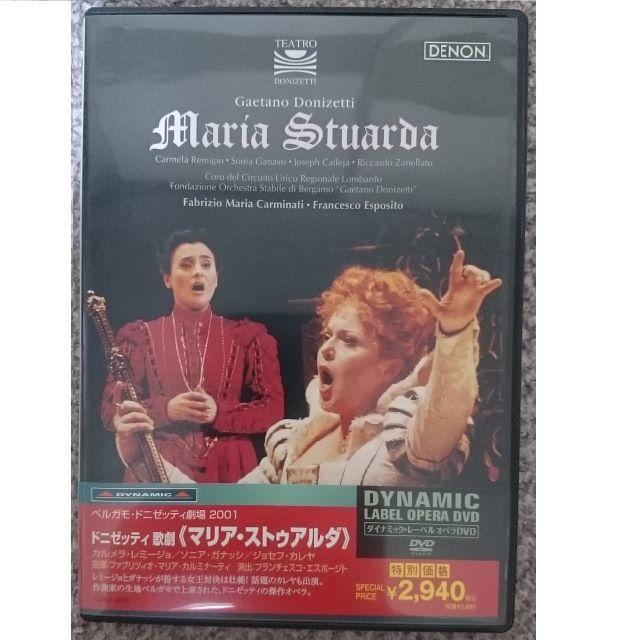 TEATRO
DONIZETTI
DENON
Gaetano Donizetti
Maria Stuarda
Carmela Remigio • Sonia Ganassi • Joseph Calleja • Riccardo Zanellato
Coro del Circuito Lirico Regionale Lombardo
Fondazione Orchestra Stabile di Bergamo "Gaetano Donizetti"
Fabrizio Maria Carminati • Francesco Esposito
DYNAMIC
DYNAMIC
LABEL OPERA DVD
ダイナミック・レーベル オペラDVD
DVD
ベルガモ・ドニゼッティ劇場 2001
ドニゼッティ 歌劇《マリア・ストゥアルダ》
カルメラ・レミージョ／ソニア・ガナッシ／ジョセフ・カレヤ
指揮:ファブリツィオ・マリア・カルミナーティ 演出:フランチェスコ・エスポージト
レミージョとガナッシが扮する女王対決は壮絶! 話題のカレヤも出演。
作曲家の生地ベルガモで上演された、ドニゼッティの傑作オペラ。
特別価格
SPECIAL PRICE ¥2,940 税込